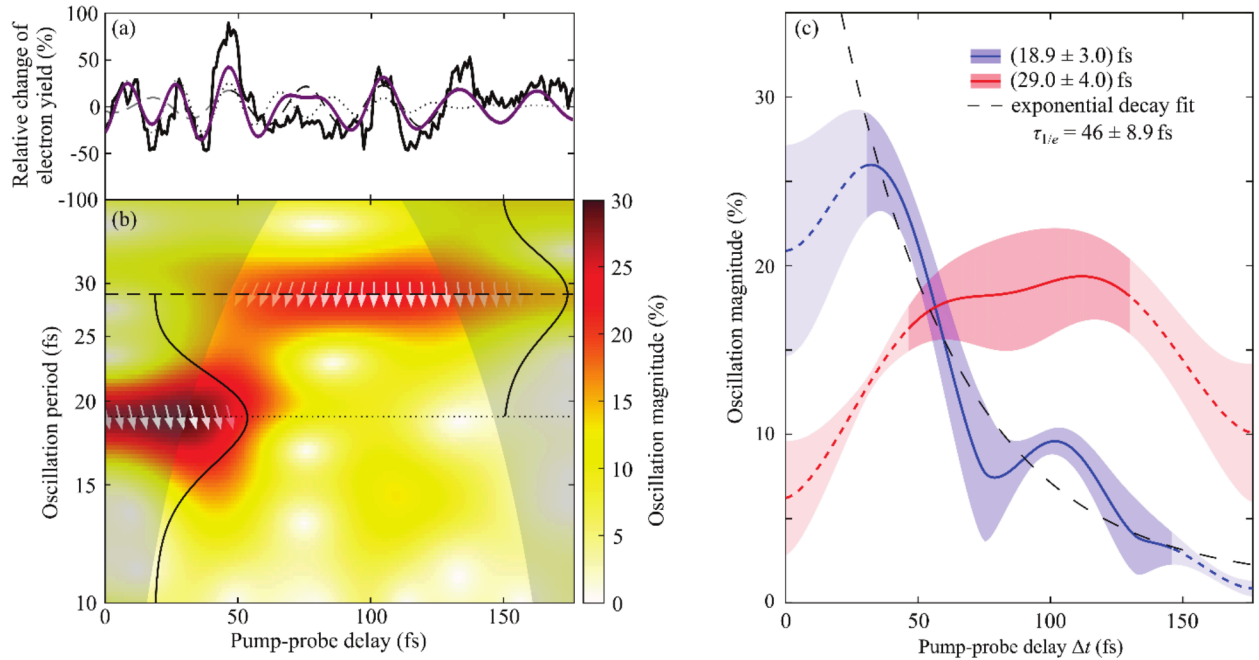 (a)
Relative change of
electron yield (%)
100
50
0
-50
-100
(b)
Oscillation period (fs)
30
25
20
15
10
0
50
100
150
Pump-probe delay (fs)
30
25
20
15
10
5
0
Oscillation magnitude (%)
(c)
(18.9 ± 3.0) fs
(29.0 ± 4.0) fs
exponential decay fit
τ1/e = 46 ± 8.9 fs
Oscillation magnitude (%)
30
20
10
0
0
50
100
150
Pump-probe delay Δt (fs)